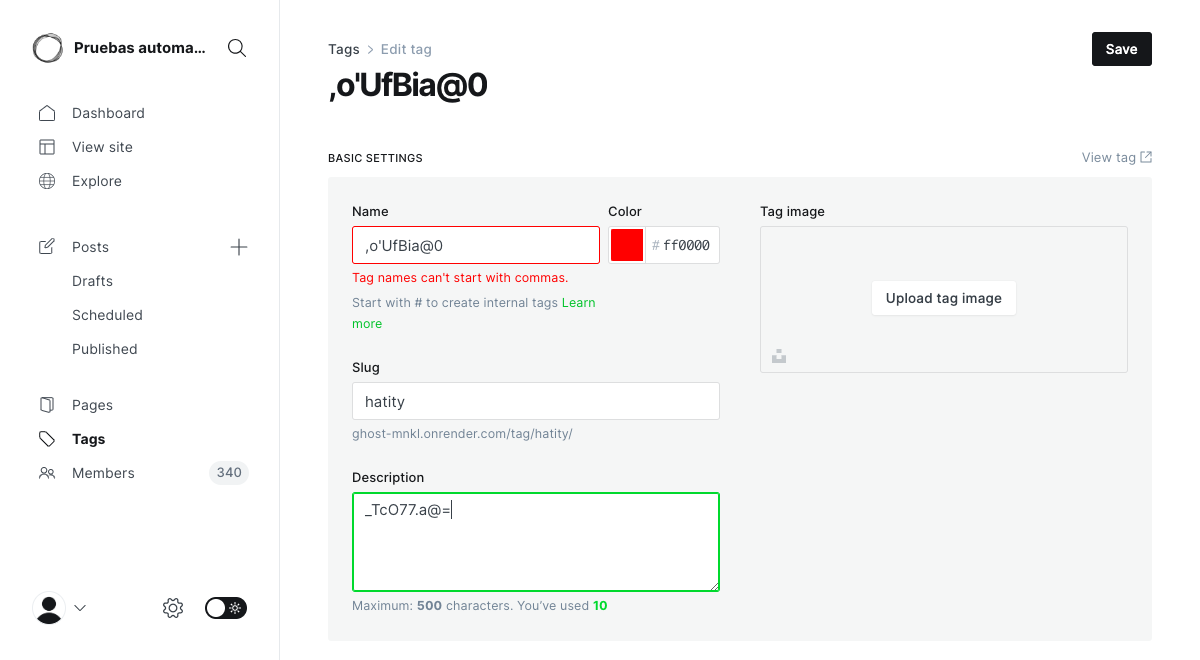 Pruebas automa...
Dashboard
View site
Explore
Posts
Drafts
Scheduled
Published
Pages
Tags
Members 340
Tags > Edit tag
Save
,o'UfBia@0
BASIC SETTINGS
View tag
Name
,o'UfBia@0
Tag names can't start with commas.
Start with # to create internal tags Learn
more
Color
# ff0000
Tag image
Upload tag image
Slug
hatity
ghost-mnkl.onrender.com/tag/hatity/
Description
_TcO77.a@=
Maximum: 500 characters. You've used 10